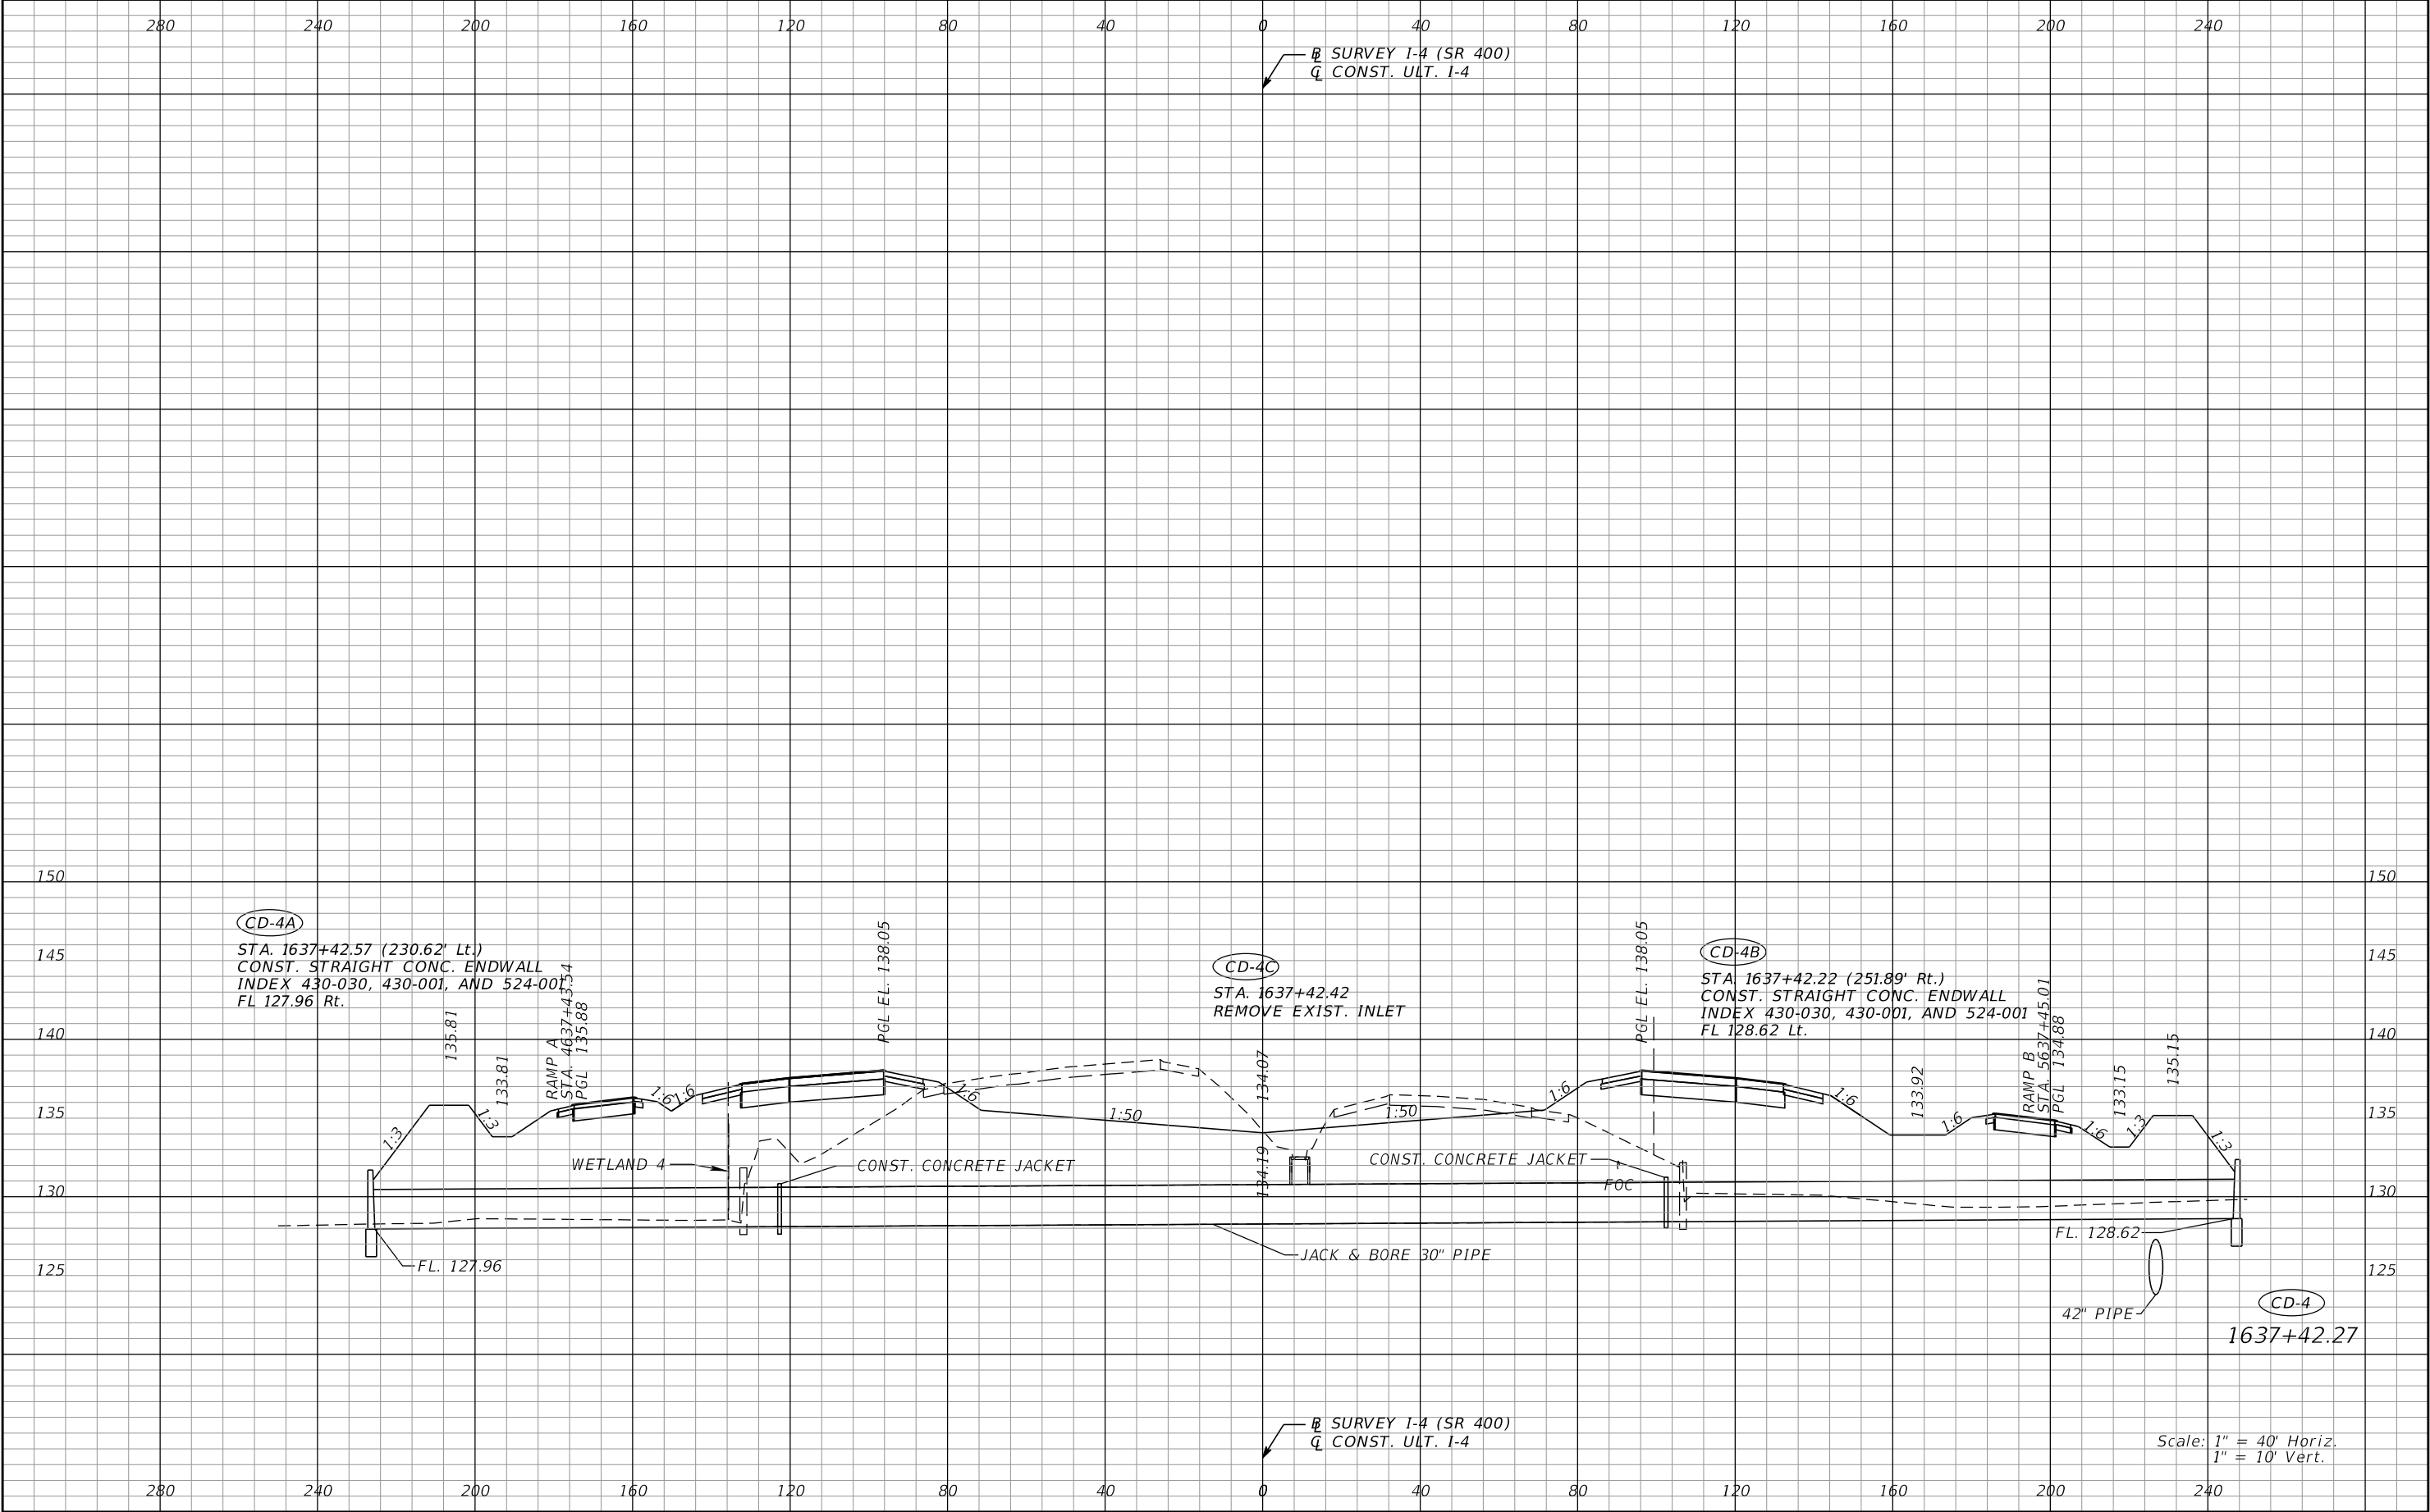 280 240 200 160 120 80 40 0 40 80 120 160 200 240
℄ SURVEY I-4 (SR 400)
℄ CONST. ULT. I-4
150 150
CD-4A
STA. 1637+42.57 (230.62' Lt.)
CONST. STRAIGHT CONC. ENDWALL
INDEX 430-030, 430-001, AND 524-001
FL 127.96 Rt.
145 145
CD-4C
STA. 1637+42.42
REMOVE EXIST. INLET
CD-4B
STA. 1637+42.22 (251.89' Rt.)
CONST. STRAIGHT CONC. ENDWALL
INDEX 430-030, 430-001, AND 524-001
FL 128.62 Lt.
140 140
135.81
133.81
RAMP A
STA. 4637+43.54
PGL 135.88
PGL EL. 138.05
134.07
134.19
PGL EL. 138.05
133.92
RAMP B
STA. 5637+45.01
PGL 134.88
133.15
135.15
135 135
1:3
1:3
1:6
1:6
1:6
1:50
1:50
1:6
1:6
1:6
1:6
1:3
1:3
WETLAND 4
CONST. CONCRETE JACKET
CONST. CONCRETE JACKET
FOC
130 130
FL. 127.96
JACK & BORE 30" PIPE
FL. 128.62
125 125
42" PIPE
CD-4
1637+42.27
℄ SURVEY I-4 (SR 400)
℄ CONST. ULT. I-4
Scale: 1" = 40' Horiz.
1" = 10' Vert.
280 240 200 160 120 80 40 0 40 80 120 160 200 240